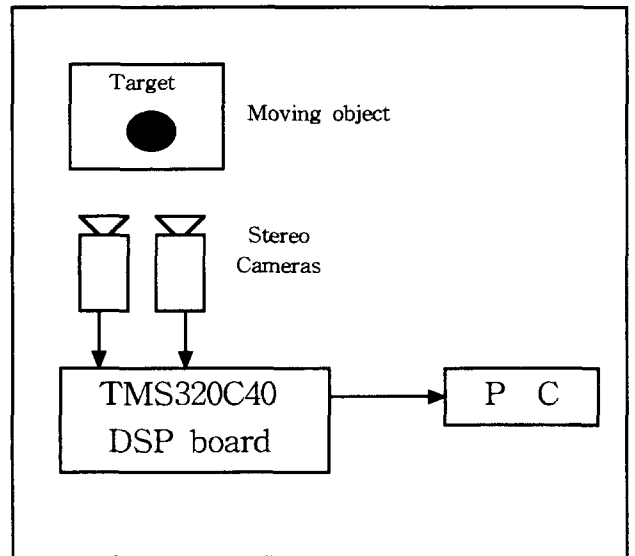 Target
Moving object
Stereo
Cameras
TMS320C40
DSP board
P C